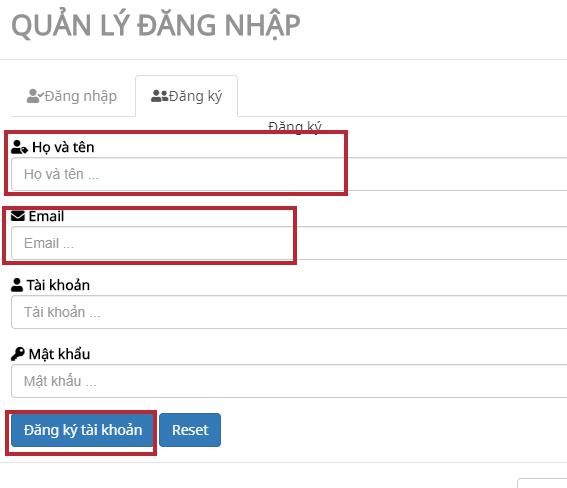 QUẢN LÝ ĐĂNG NHẬP
Đăng nhập Đăng ký
Đăng ký
Họ và tên
Họ và tên ...
Email
Email ...
Tài khoản
Tài khoản ...
Mật khẩu
Mật khẩu ...
Đăng ký tài khoản Reset